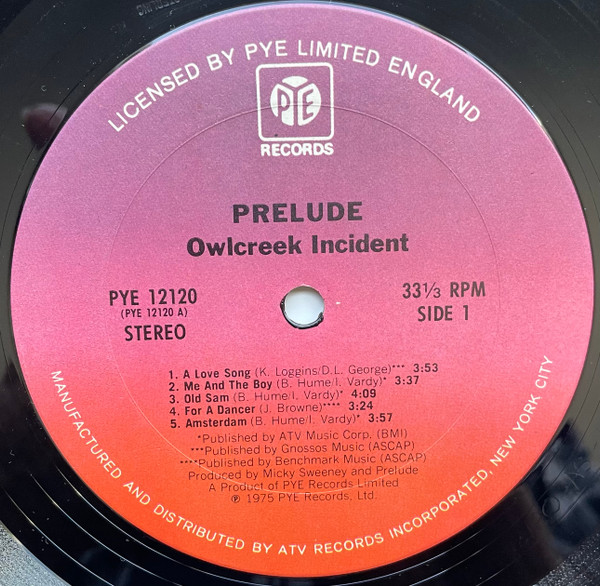 LICENSED BY PYE LIMITED ENGLAND
PYE
RECORDS
PRELUDE
Owlcreek Incident
PYE 12120
(PYE 12120 A)
STEREO
33⅓ RPM
SIDE 1
1. A Love Song (K. Loggins/D.L. George)*** 3:53
2. Me And The Boy (B. Hume/I. Vardy)* 3:37
3. Old Sam (B. Hume/I. Vardy)* 4:09
4. For A Dancer (J. Browne)**** 3:24
5. Amsterdam (B. Hume/I. Vardy)* 3:57
*Published by ATV Music Corp. (BMI)
***Published by Gnossos Music (ASCAP)
****Published by Benchmark Music (ASCAP)
Produced by Micky Sweeney and Prelude
A Product of PYE Records Limited
℗ 1975 PYE Records, Ltd.
MANUFACTURED AND DISTRIBUTED BY ATV RECORDS INCORPORATED, NEW YORK CITY